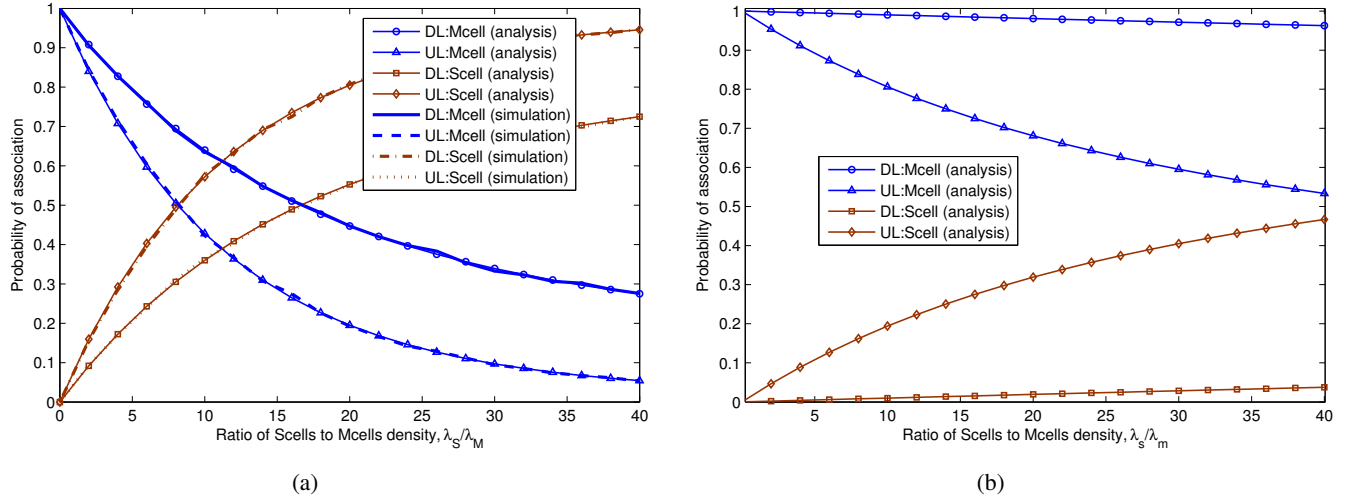 1
0.9
0.8
0.7
0.6
0.5
0.4
0.3
0.2
0.1
0
Probability of association
DL:Mcell (analysis)
UL:Mcell (analysis)
DL:Scell (analysis)
UL:Scell (analysis)
DL:Mcell (simulation)
UL:Mcell (simulation)
DL:Scell (simulation)
UL:Scell (simulation)
0 5 10 15 20 25 30 35 40
Ratio of Scells to Mcells density, λ_S/λ_M
(a)
1
0.9
0.8
0.7
0.6
0.5
0.4
0.3
0.2
0.1
0
Probability of association
DL:Mcell (analysis)
UL:Mcell (analysis)
DL:Scell (analysis)
UL:Scell (analysis)
5 10 15 20 25 30 35 40
Ratio of Scells to Mcells density, λ_s/λ_m
(b)